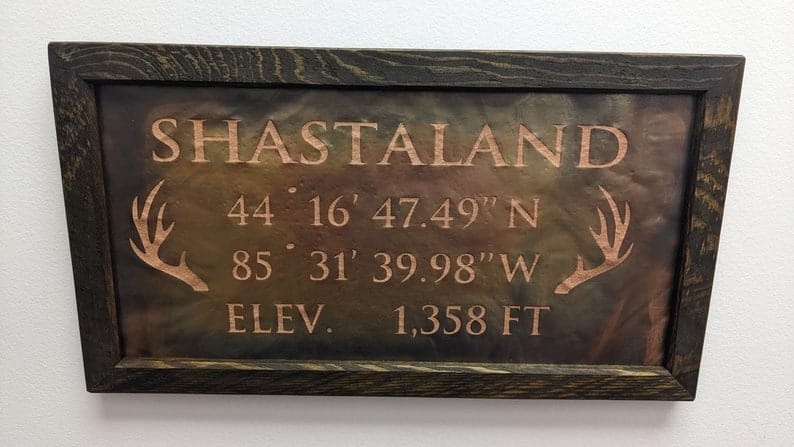 SHASTALAND
44° 16' 47.49" N
85° 31' 39.98" W
ELEV. 1,358 FT